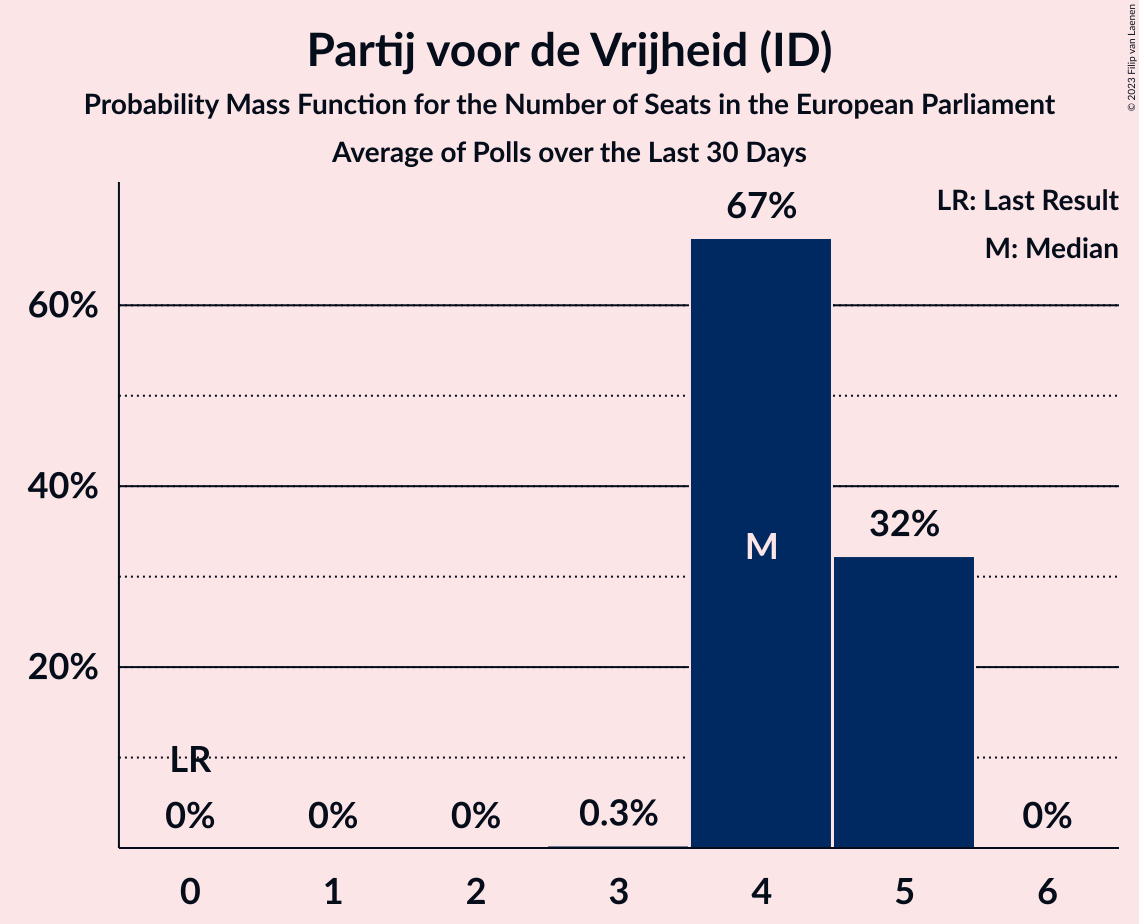 Partij voor de Vrijheid (ID)
Probability Mass Function for the Number of Seats in the European Parliament
Average of Polls over the Last 30 Days
© 2023 Filip van Laenen
LR: Last Result
M: Median
67%
60%
40%
32%
M
20%
LR
0%
0%
0%
0.3%
0%
0
1
2
3
4
5
6